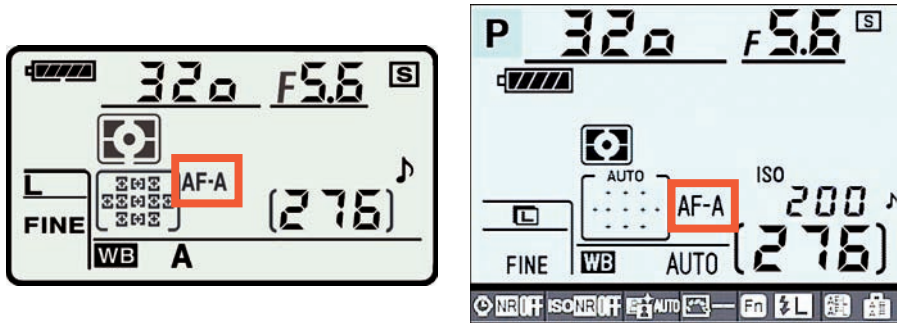 320 F5.6 S
AF-A
L
FINE
[276]
WB A
P 320 F5.6 S
AUTO
AF-A
ISO
200
L
FINE
WB AUTO [276]
NR OFF ISO NR OFF AUTO — Fn L